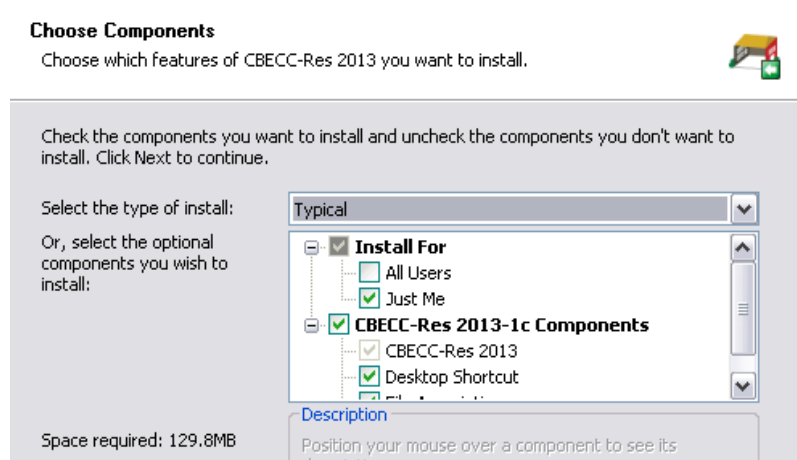 Choose Components
Choose which features of CBECC-Res 2013 you want to install.
Check the components you want to install and uncheck the components you don't want to
install. Click Next to continue.
Select the type of install:
Typical
Or, select the optional
components you wish to
install:
Install For
All Users
Just Me
CBECC-Res 2013-1c Components
CBECC-Res 2013
Desktop Shortcut
Description
Space required: 129.8MB
Position your mouse over a component to see its